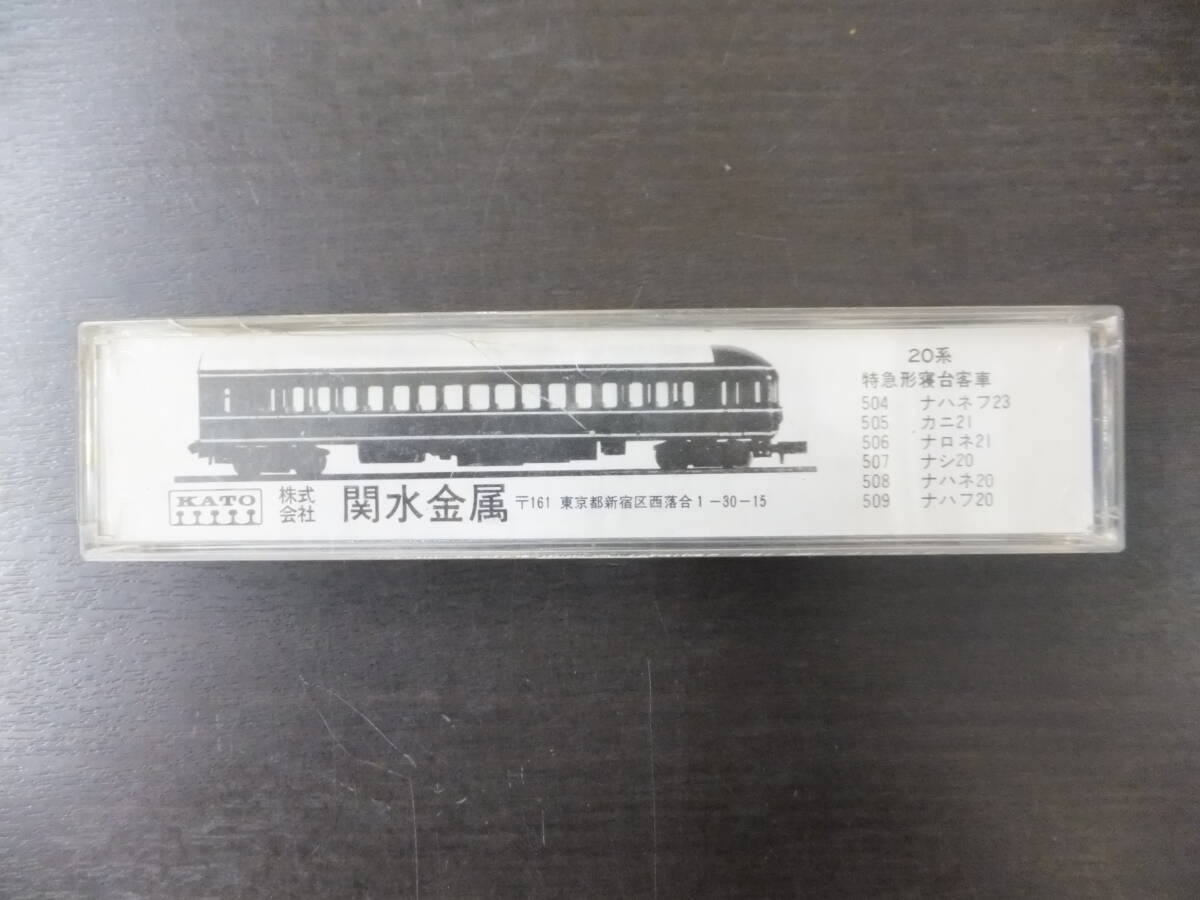 20系
特急形寝台客車
504 ナハネフ23
505 カニ21
506 ナロネ21
507 ナシ20
508 ナハネ20
509 ナハフ20
KATO
株式会社 関水金属 〒161 東京都新宿区西落合1-30-15